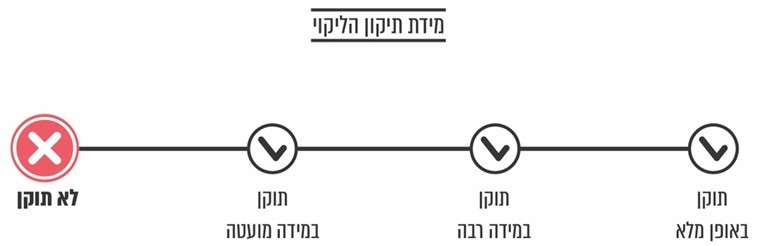 מידת תיקון הליקוי
תוקן
באופן מלא
תוקן
במידה רבה
תוקן
במידה מועטה
לא תוקן